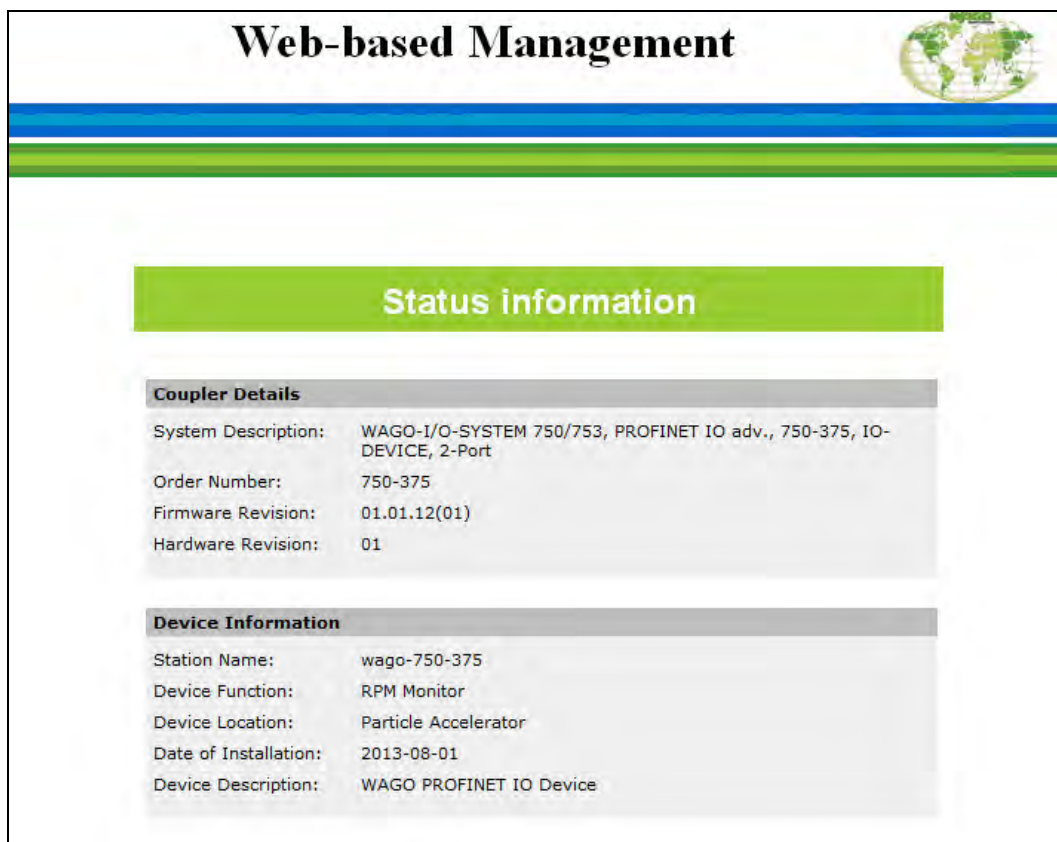 Web-based Management
WAGO
Status information
Coupler Details
System Description: WAGO-I/O-SYSTEM 750/753, PROFINET IO adv., 750-375, IO-
DEVICE, 2-Port
Order Number: 750-375
Firmware Revision: 01.01.12(01)
Hardware Revision: 01
Device Information
Station Name: wago-750-375
Device Function: RPM Monitor
Device Location: Particle Accelerator
Date of Installation: 2013-08-01
Device Description: WAGO PROFINET IO Device